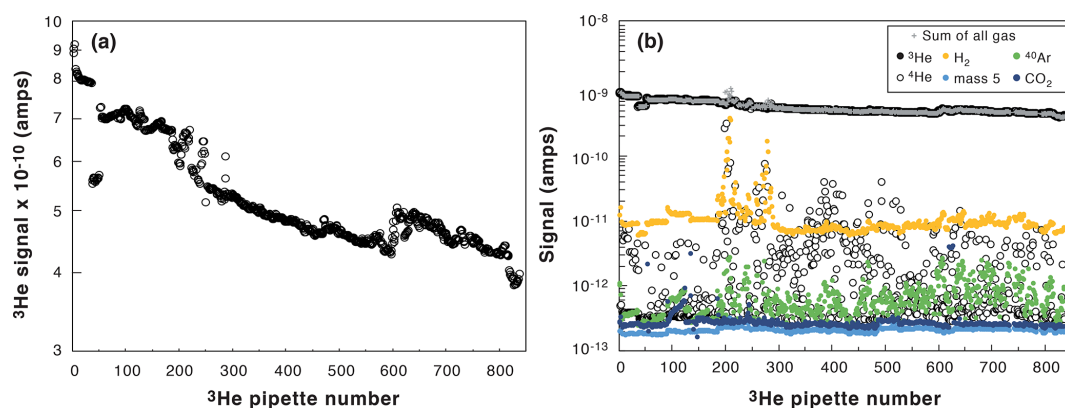 (a)
10
9
8
7
6
5
4
3
0 100 200 300 400 500 600 700 800
³He signal x 10⁻¹⁰ (amps)
³He pipette number
(b)
10⁻⁸
10⁻⁹
10⁻¹⁰
10⁻¹¹
10⁻¹²
10⁻¹³
0 100 200 300 400 500 600 700 800
Signal (amps)
³He pipette number
+ Sum of all gas
³He H₂ ⁴⁰Ar
⁴He mass 5 CO₂